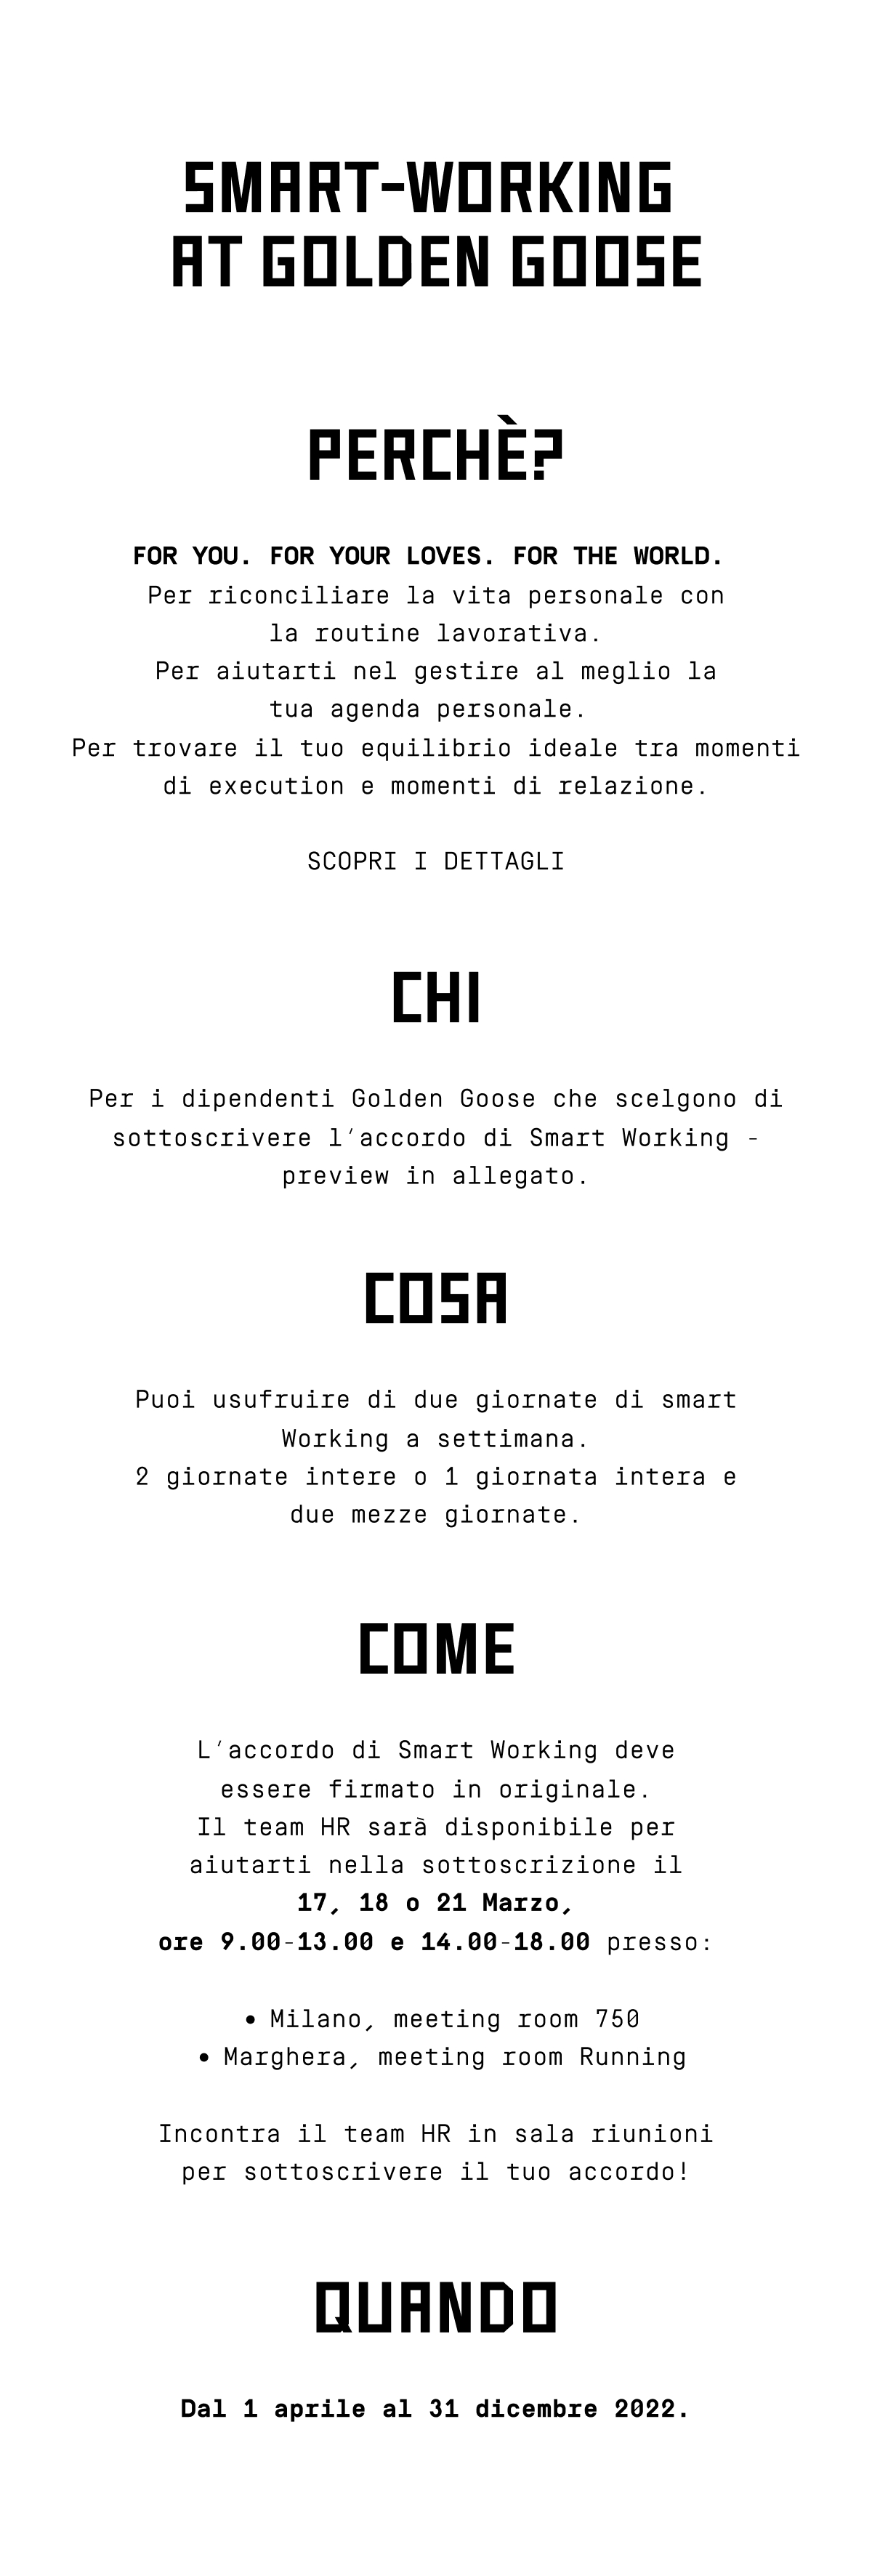 SMART-WORKING
AT GOLDEN GOOSE
PERCHÈ?
FOR YOU. FOR YOUR LOVES. FOR THE WORLD.
Per riconciliare la vita personale con
la routine lavorativa.
Per aiutarti nel gestire al meglio la
tua agenda personale.
Per trovare il tuo equilibrio ideale tra momenti
di execution e momenti di relazione.
SCOPRI I DETTAGLI
CHI
Per i dipendenti Golden Goose che scelgono di
sottoscrivere l'accordo di Smart Working -
preview in allegato.
COSA
Puoi usufruire di due giornate di smart
Working a settimana.
2 giornate intere o 1 giornata intera e
due mezze giornate.
COME
L'accordo di Smart Working deve
essere firmato in originale.
Il team HR sarà disponibile per
aiutarti nella sottoscrizione il
17, 18 o 21 Marzo,
ore 9.00-13.00 e 14.00-18.00 presso:
• Milano, meeting room 750
• Marghera, meeting room Running
Incontra il team HR in sala riunioni
per sottoscrivere il tuo accordo!
QUANDO
Dal 1 aprile al 31 dicembre 2022.